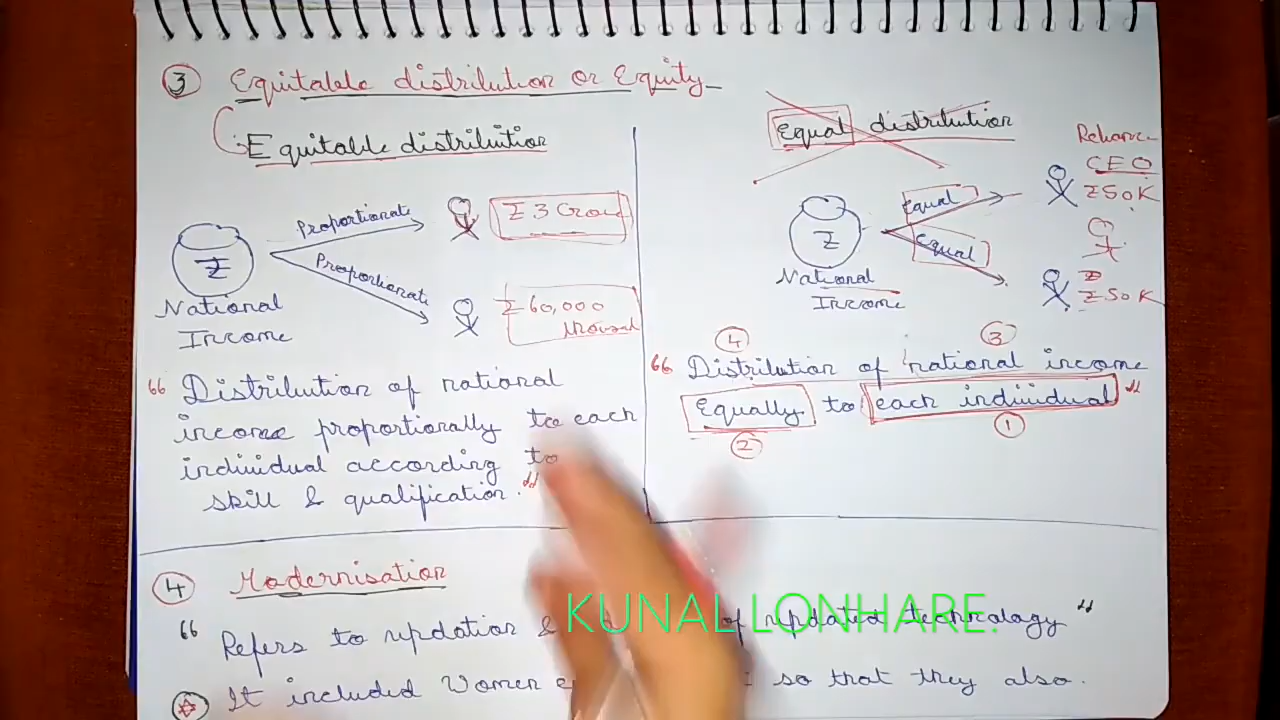 ③ Equitable distribution or Equity
Equitable distribution
National
Income
Proportionate
Proportionate
₹ 3 Crore
₹ 60,000
"Distribution of national
income proportionally to each
individual according to
skill & qualification."
Equal distribution
National
Income
Equal
Equal
Reliance
CEO
₹50K
₹50K
④ ③
"Distribution of national income
Equally to each individual"
② ①
④ Modernisation
"Refers to updation & of updated technology"
It included Women so that they also.
KUNAL LONHARE.